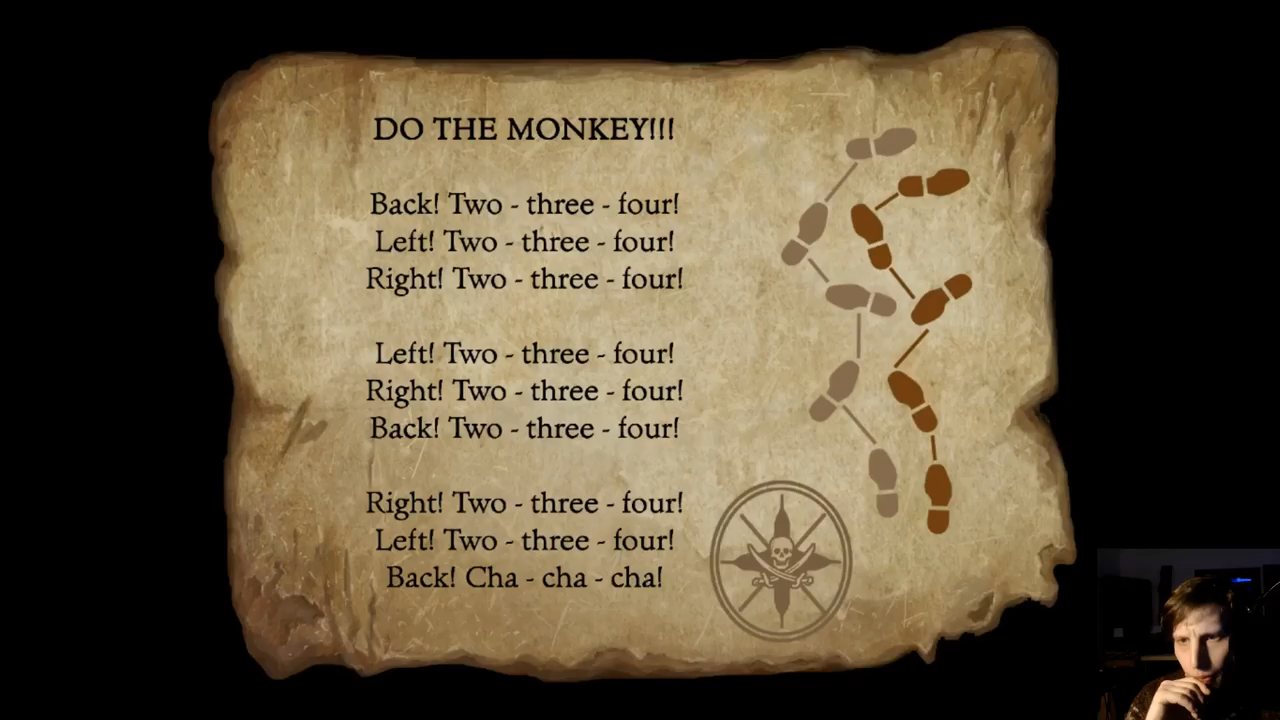 DO THE MONKEY!!!
Back! Two - three - four!
Left! Two - three - four!
Right! Two - three - four!
Left! Two - three - four!
Right! Two - three - four!
Back! Two - three - four!
Right! Two - three - four!
Left! Two - three - four!
Back! Cha - cha - cha!